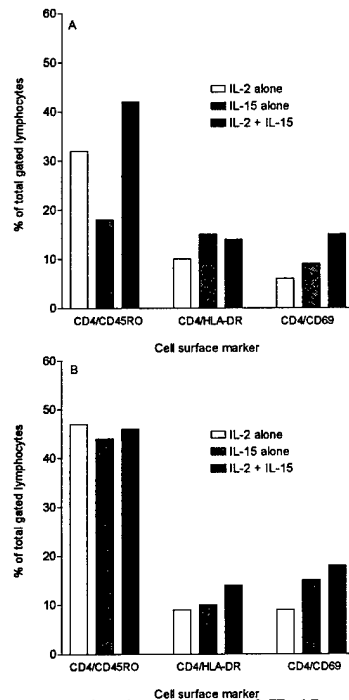 A
% of total gated lymphocytes
60
50
40
30
20
10
0
IL-2 alone
IL-15 alone
IL-2 + IL-15
CD4/CD45RO
CD4/HLA-DR
CD4/CD69
Cell surface marker
B
% of total gated lymphocytes
60
50
40
30
20
10
0
IL-2 alone
IL-15 alone
IL-2 + IL-15
CD4/CD45RO
CD4/HLA-DR
CD4/CD69
Cell surface marker